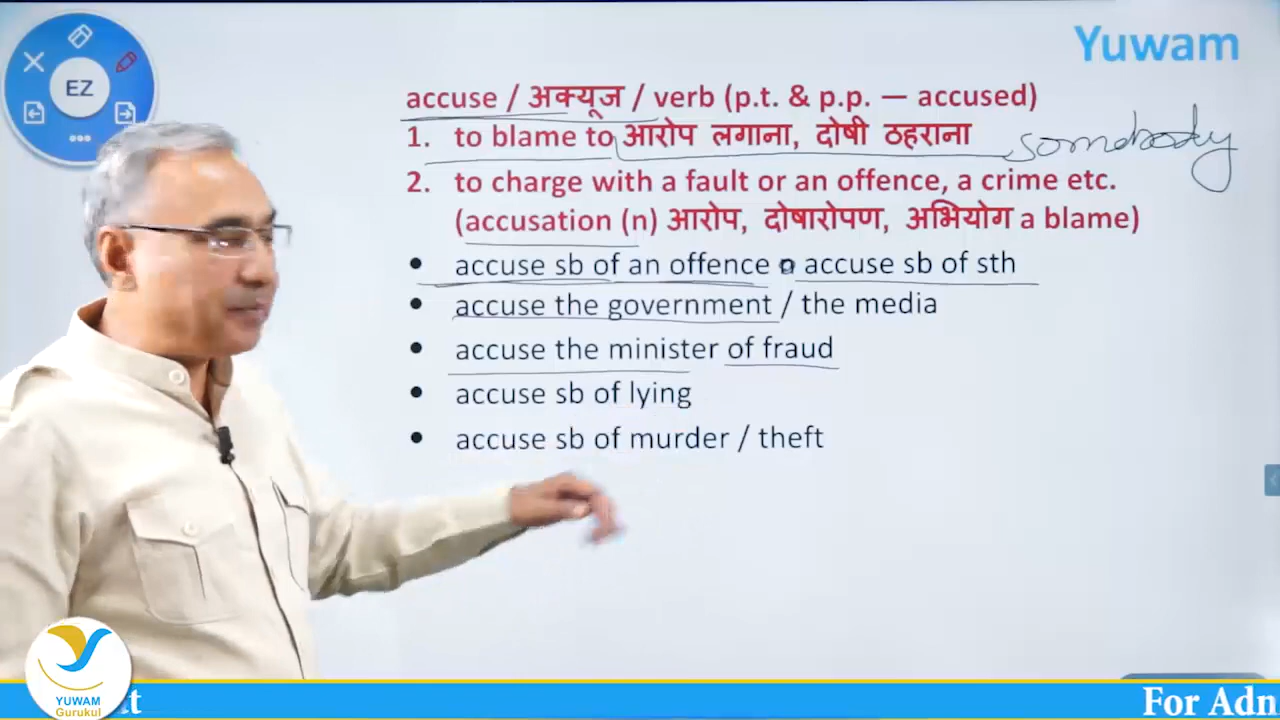 Yuwam
EZ
accuse / अक्यूज / verb (p.t. & p.p. — accused)
1. to blame to आरोप लगाना, दोषी ठहराना somebody
2. to charge with a fault or an offence, a crime etc.
(accusation (n) आरोप, दोषारोपण, अभियोग a blame)
• accuse sb of an offence • accuse sb of sth
• accuse the government / the media
• accuse the minister of fraud
• accuse sb of lying
• accuse sb of murder / theft
YUWAM
Gurukul
For Adn